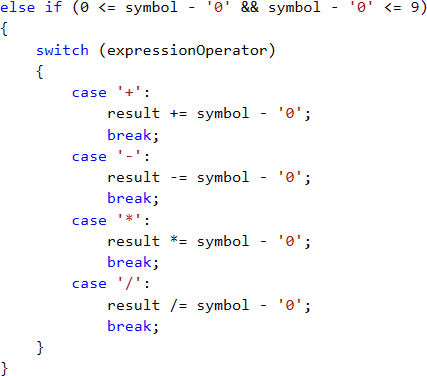 else if (0 <= symbol - '0' && symbol - '0' <= 9)
{
    switch (expressionOperator)
    {
        case '+':
            result += symbol - '0';
            break;
        case '-':
            result -= symbol - '0';
            break;
        case '*':
            result *= symbol - '0';
            break;
        case '/':
            result /= symbol - '0';
            break;
    }
}